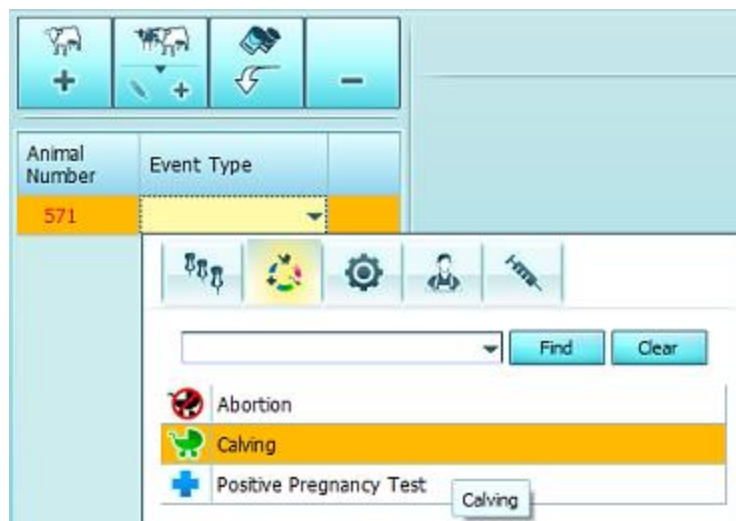 Animal Number
Event Type
571
Find
Clear
Abortion
Calving
Positive Pregnancy Test
Calving